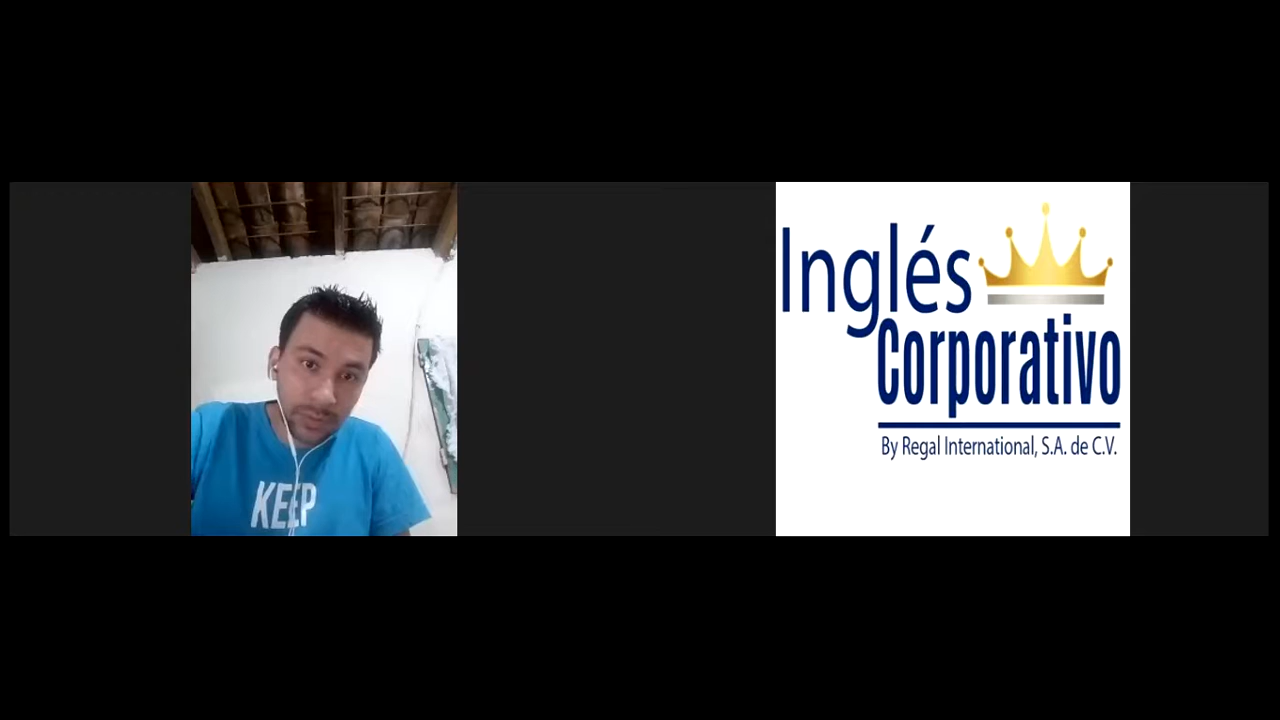 KEEP
Inglés
Corporativo
By Regal International, S.A. de C.V.